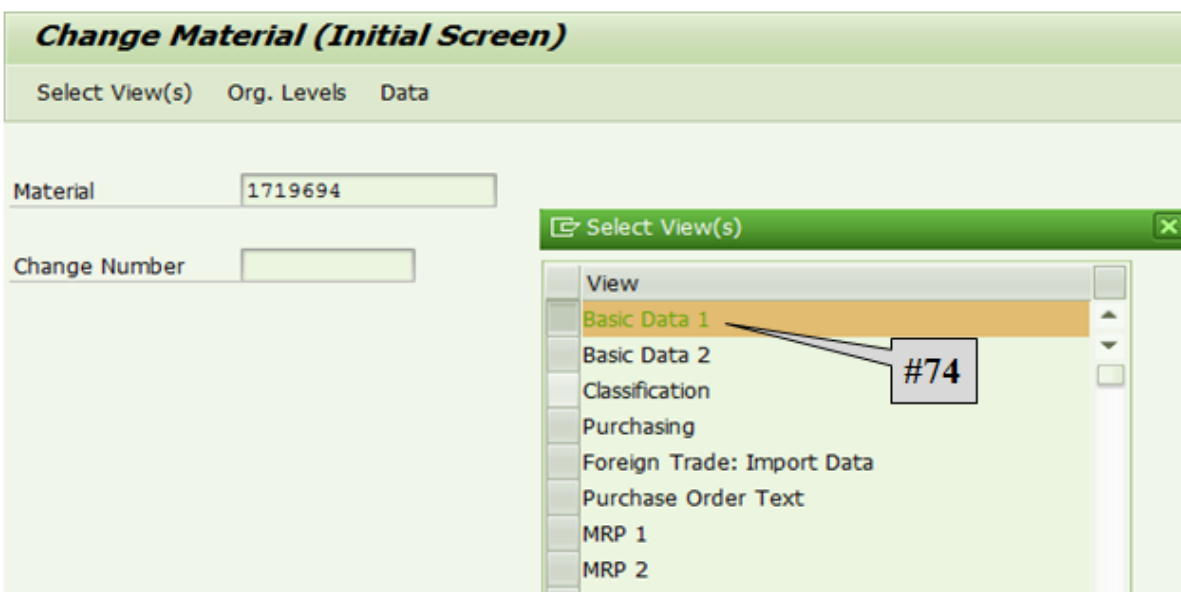 Change Material (Initial Screen)
Select View(s) Org. Levels Data
Material 1719694
Select View(s)
Change Number
View
Basic Data 1
Basic Data 2
#74
Classification
Purchasing
Foreign Trade: Import Data
Purchase Order Text
MRP 1
MRP 2